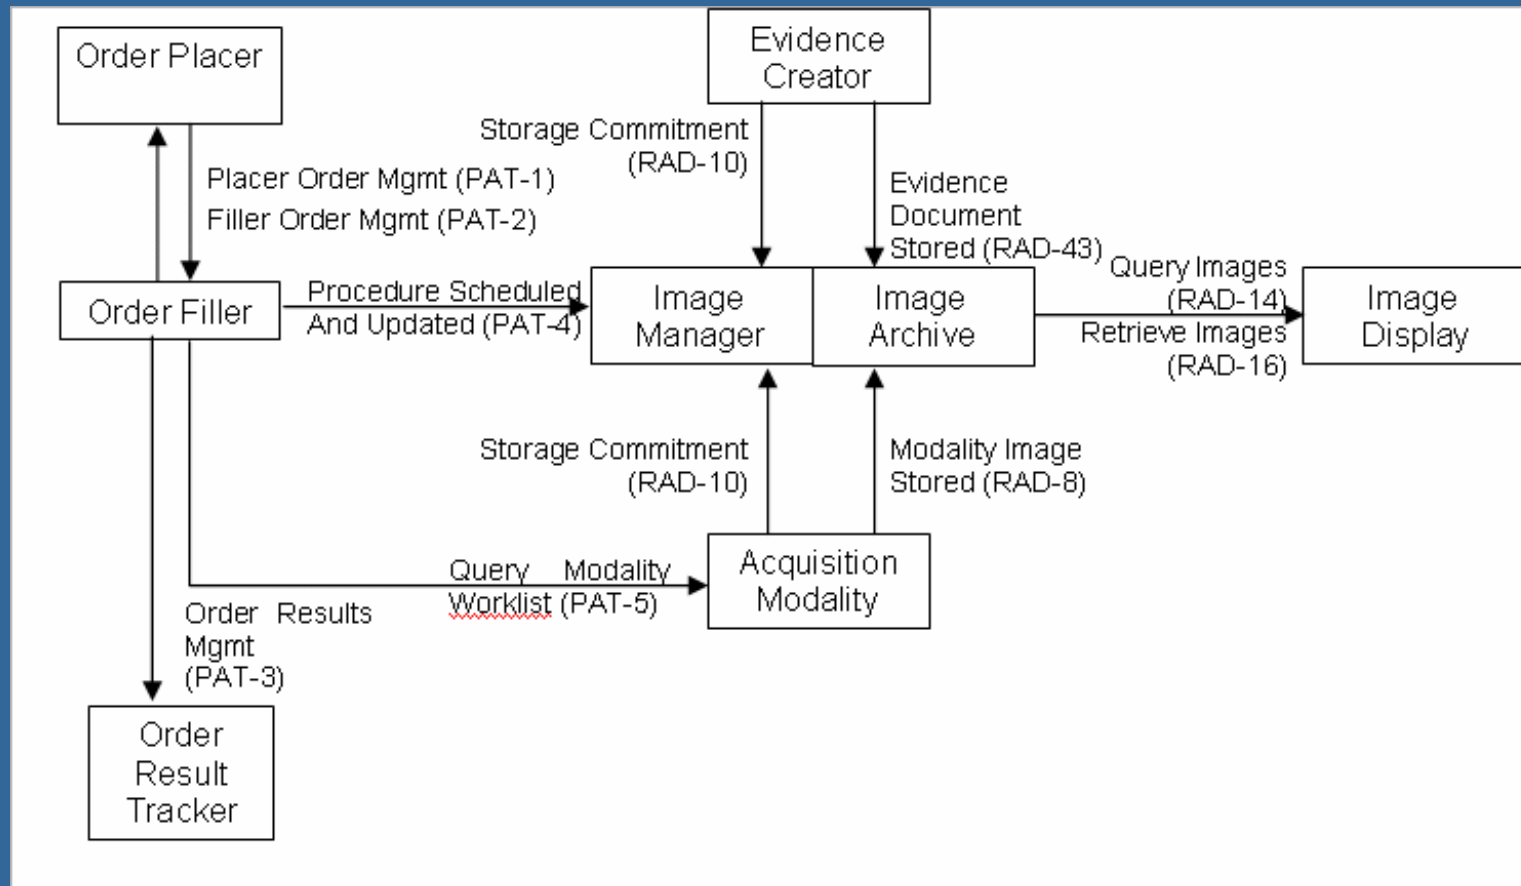 Order Placer
Evidence
Creator
Storage Commitment
(RAD-10)
Placer Order Mgmt (PAT-1)
Filler Order Mgmt (PAT-2)
Evidence
Document
Stored (RAD-43)
Order Filler
Procedure Scheduled
And Updated (PAT-4)
Image
Manager
Image
Archive
Query Images
(RAD-14)
Retrieve Images
(RAD-16)
Image
Display
Storage Commitment
(RAD-10)
Modality Image
Stored (RAD-8)
Query Modality
Worklist (PAT-5)
Acquisition
Modality
Order Results
Mgmt
(PAT-3)
Order
Result
Tracker